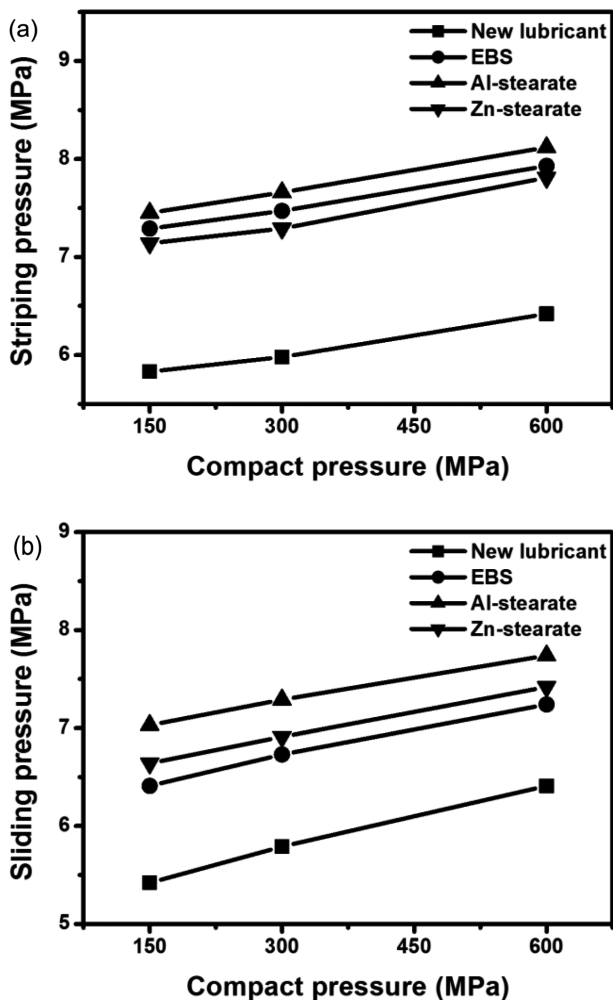 (a)
9
8
7
6
Striping pressure (MPa)
New lubricant
EBS
Al-stearate
Zn-stearate
150 300 450 600
Compact pressure (MPa)
(b)
9
8
7
6
5
Sliding pressure (MPa)
New lubricant
EBS
Al-stearate
Zn-stearate
150 300 450 600
Compact pressure (MPa)